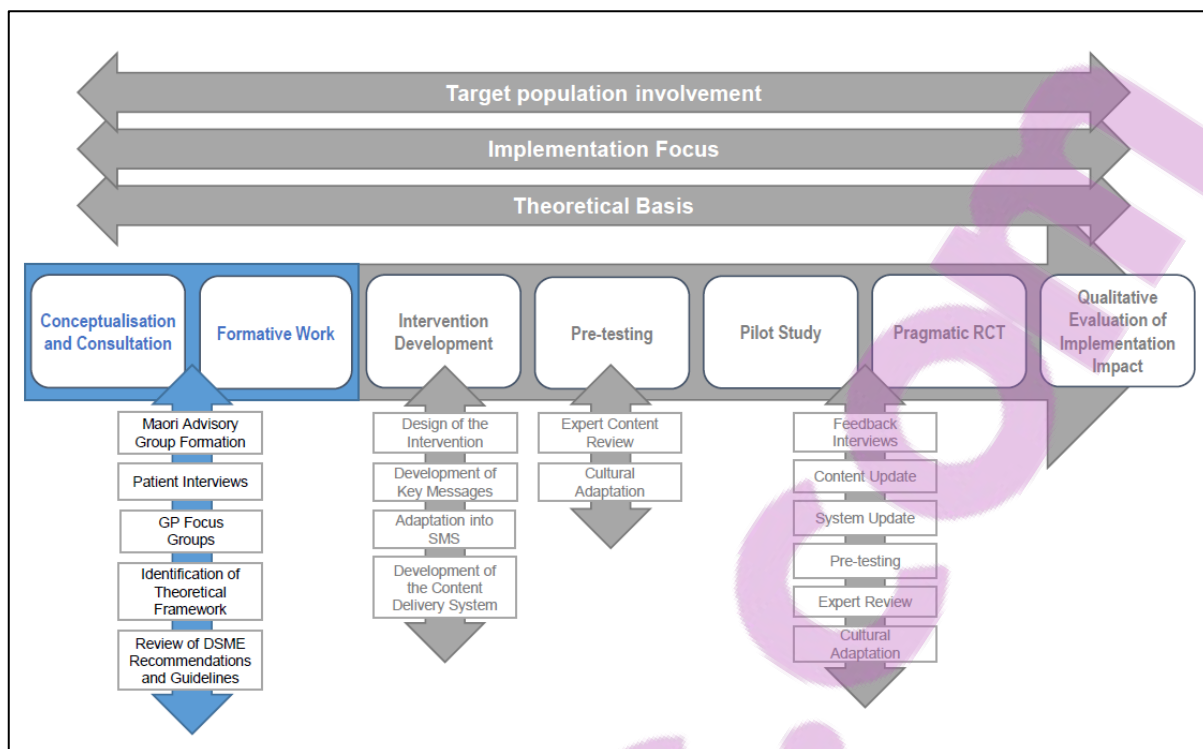 Target population involvement
Implementation Focus
Theoretical Basis
Conceptualisation
and Consultation
Formative Work
Intervention
Development
Pre-testing
Pilot Study
Pragmatic RCT
Qualitative
Evaluation of
Implementation
Impact
Maori Advisory
Group Formation
Patient Interviews
GP Focus
Groups
Identification of
Theoretical
Framework
Review of DSME
Recommendations
and Guidelines
Design of the
Intervention
Development of
Key Messages
Adaptation into
SMS
Development of
the Content
Delivery System
Expert Content
Review
Cultural
Adaptation
Feedback
Interviews
Content Update
System Update
Pre-testing
Expert Review
Cultural
Adaptation